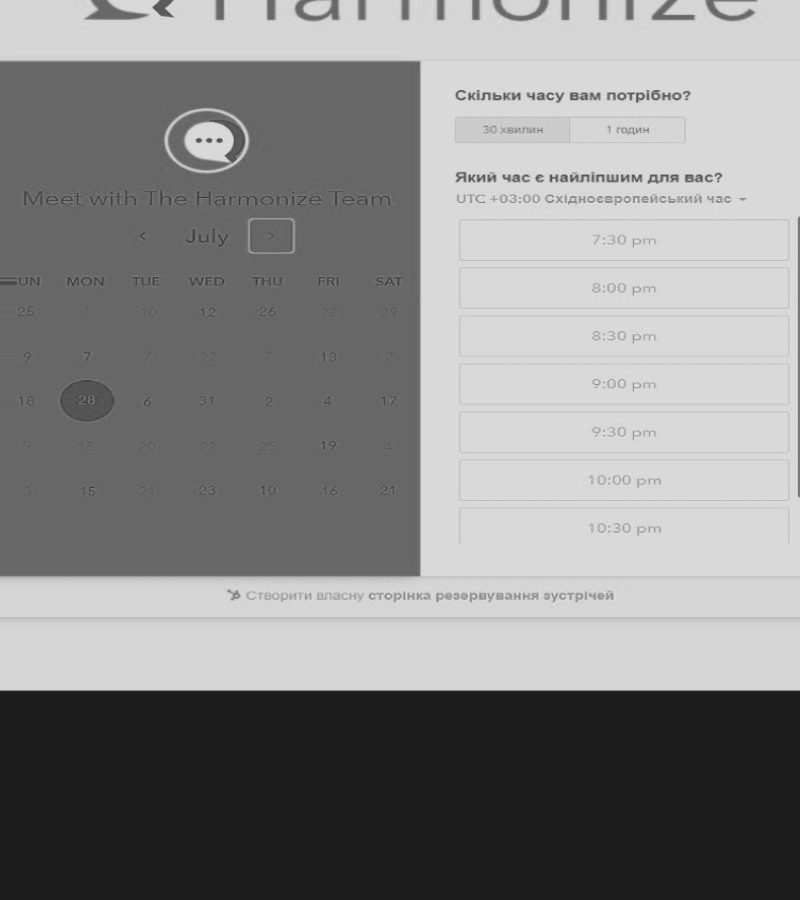 Harmonize
Meet with The Harmonize Team
July
SUN MON TUE WED THU FRI SAT
25 1 10 12 26 22 29
9 7 7 22 7 13 2
18 28 6 31 2 4 17
9 18 20 22 25 19 4
3 15 21 23 10 16 21
Скільки часу вам потрібно?
30 хвилин 1 годин
Який час є найліпшим для вас?
UTC +03:00 Східноєвропейський час
7:30 pm
8:00 pm
8:30 pm
9:00 pm
9:30 pm
10:00 pm
10:30 pm
Створити власну сторінка резервування зустрічей